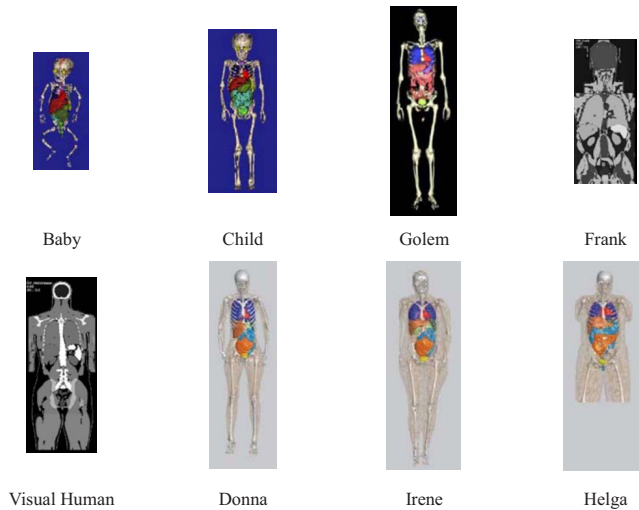 Baby
Child
Golem
Frank
Visual Human
Donna
Irene
Helga